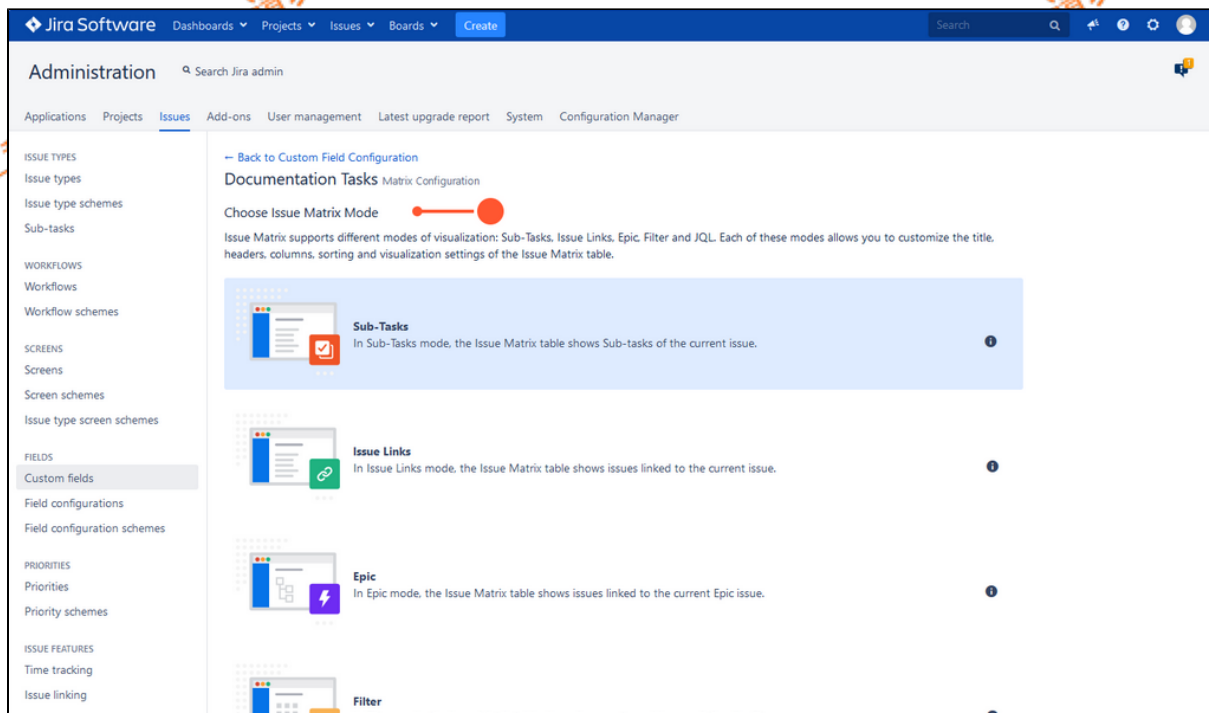 Jira Software Dashboards Projects Issues Boards Create Search
Administration Search Jira admin
Applications Projects Issues Add-ons User management Latest upgrade report System Configuration Manager
ISSUE TYPES
Issue types
Issue type schemes
Sub-tasks
WORKFLOWS
Workflows
Workflow schemes
SCREENS
Screens
Screen schemes
Issue type screen schemes
FIELDS
Custom fields
Field configurations
Field configuration schemes
PRIORITIES
Priorities
Priority schemes
ISSUE FEATURES
Time tracking
Issue linking
← Back to Custom Field Configuration
Documentation Tasks Matrix Configuration
Choose Issue Matrix Mode
Issue Matrix supports different modes of visualization: Sub-Tasks, Issue Links, Epic, Filter and JQL. Each of these modes allows you to customize the title,
headers, columns, sorting and visualization settings of the Issue Matrix table.
Sub-Tasks
In Sub-Tasks mode, the Issue Matrix table shows Sub-tasks of the current issue.
Issue Links
In Issue Links mode, the Issue Matrix table shows issues linked to the current issue.
Epic
In Epic mode, the Issue Matrix table shows issues linked to the current Epic issue.
Filter